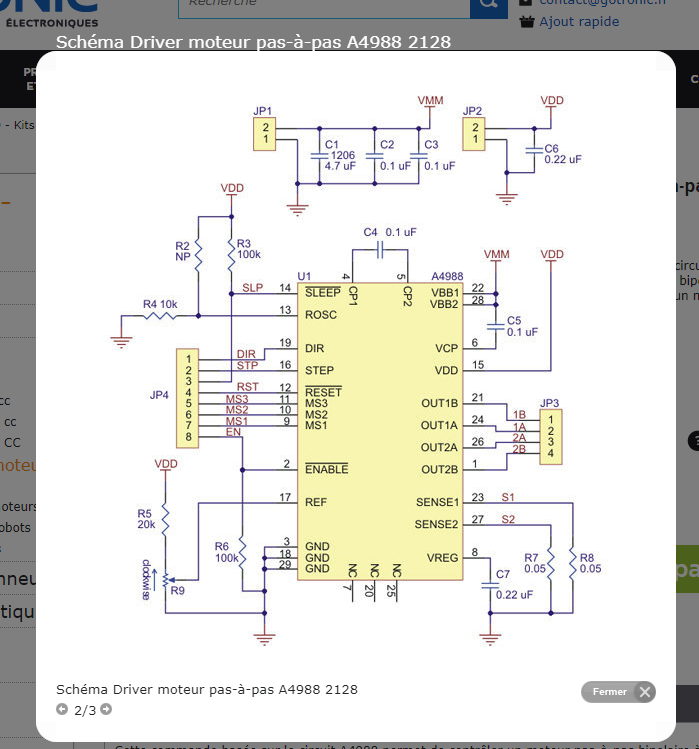 Recherche
contact@gotronic.fr
ÉLECTRONIQUES
Ajout rapide
Schéma Driver moteur pas-à-pas A4988 2128
- Kits
JP1
2
1
VMM
C1
1206
4.7 uF
C2
0.1 uF
C3
0.1 uF
JP2
2
1
VDD
C6
0.22 uF
VDD
R2
NP
R3
100k
C4 0.1 uF
4
5
U1
A4988
VMM
VDD
SLP
14
SLEEP
CP1
CP2
VBB1
22
VBB2
28
R4 10k
13
ROSC
C5
0.1 uF
19
DIR
VCP
6
JP4
1
2
3
4
5
6
7
8
DIR
STP
RST
MS3
MS2
MS1
EN
16
STEP
VDD
15
12
RESET
11
MS3
10
MS2
9
MS1
OUT1B
21
OUT1A
24
OUT2A
26
OUT2B
1
1B
1A
2A
2B
JP3
1
2
3
4
VDD
2
ENABLE
17
REF
SENSE1
23
S1
SENSE2
27
S2
R5
20k
R6
100k
3
GND
18
GND
29
GND
VREG
8
R7
0.05
R8
0.05
clockwise
R9
NC
7
NC
20
NC
25
C7
0.22 uF
Schéma Driver moteur pas-à-pas A4988 2128
2/3
Fermer